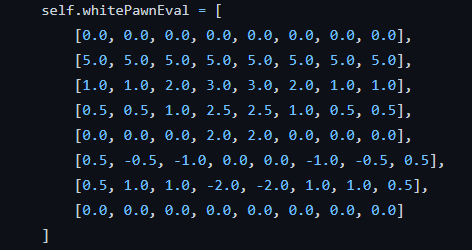 self.whitePawnEval = [
[0.0, 0.0, 0.0, 0.0, 0.0, 0.0, 0.0, 0.0],
[5.0, 5.0, 5.0, 5.0, 5.0, 5.0, 5.0, 5.0],
[1.0, 1.0, 2.0, 3.0, 3.0, 2.0, 1.0, 1.0],
[0.5, 0.5, 1.0, 2.5, 2.5, 1.0, 0.5, 0.5],
[0.0, 0.0, 0.0, 2.0, 2.0, 0.0, 0.0, 0.0],
[0.5, -0.5, -1.0, 0.0, 0.0, -1.0, -0.5, 0.5],
[0.5, 1.0, 1.0, -2.0, -2.0, 1.0, 1.0, 0.5],
[0.0, 0.0, 0.0, 0.0, 0.0, 0.0, 0.0, 0.0]
]